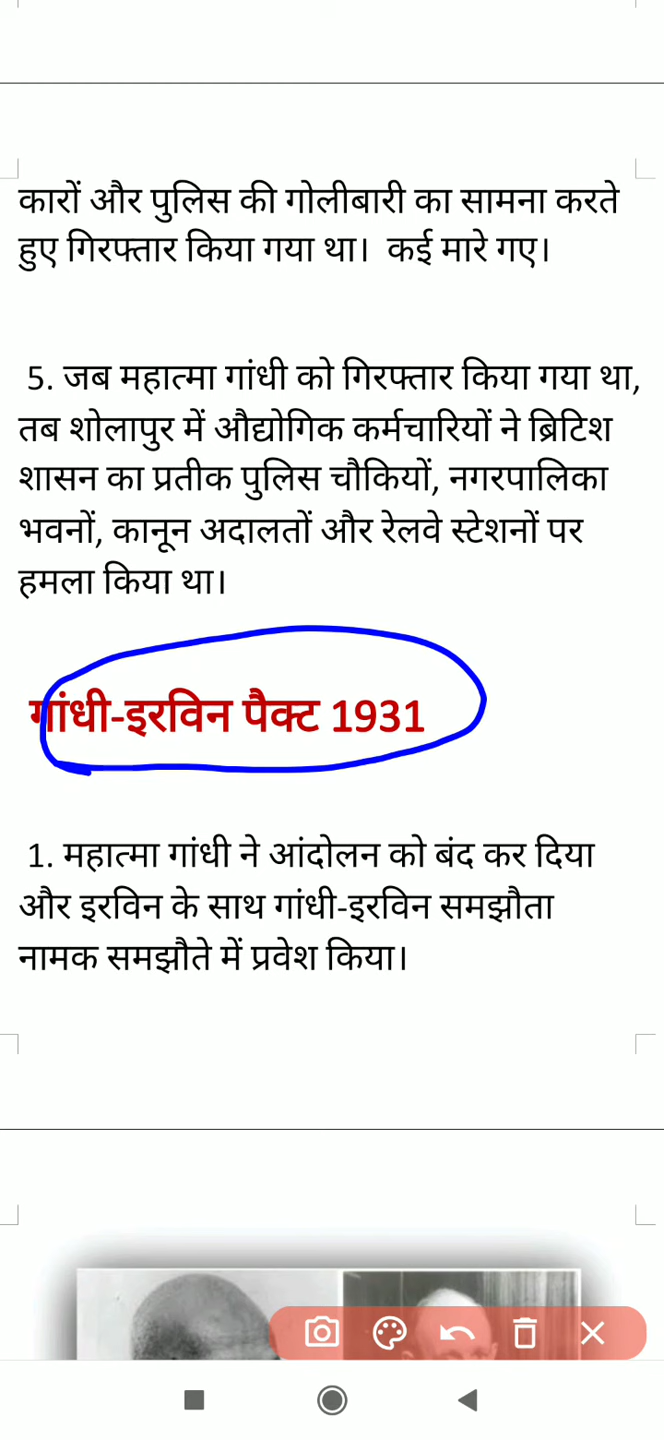 कारों और पुलिस की गोलीबारी का सामना करते
हुए गिरफ्तार किया गया था। कई मारे गए।
5. जब महात्मा गांधी को गिरफ्तार किया गया था,
तब शोलापुर में औद्योगिक कर्मचारियों ने ब्रिटिश
शासन का प्रतीक पुलिस चौकियों, नगरपालिका
भवनों, कानून अदालतों और रेलवे स्टेशनों पर
हमला किया था।
गांधी-इरविन पैक्ट 1931
1. महात्मा गांधी ने आंदोलन को बंद कर दिया
और इरविन के साथ गांधी-इरविन समझौता
नामक समझौते में प्रवेश किया।